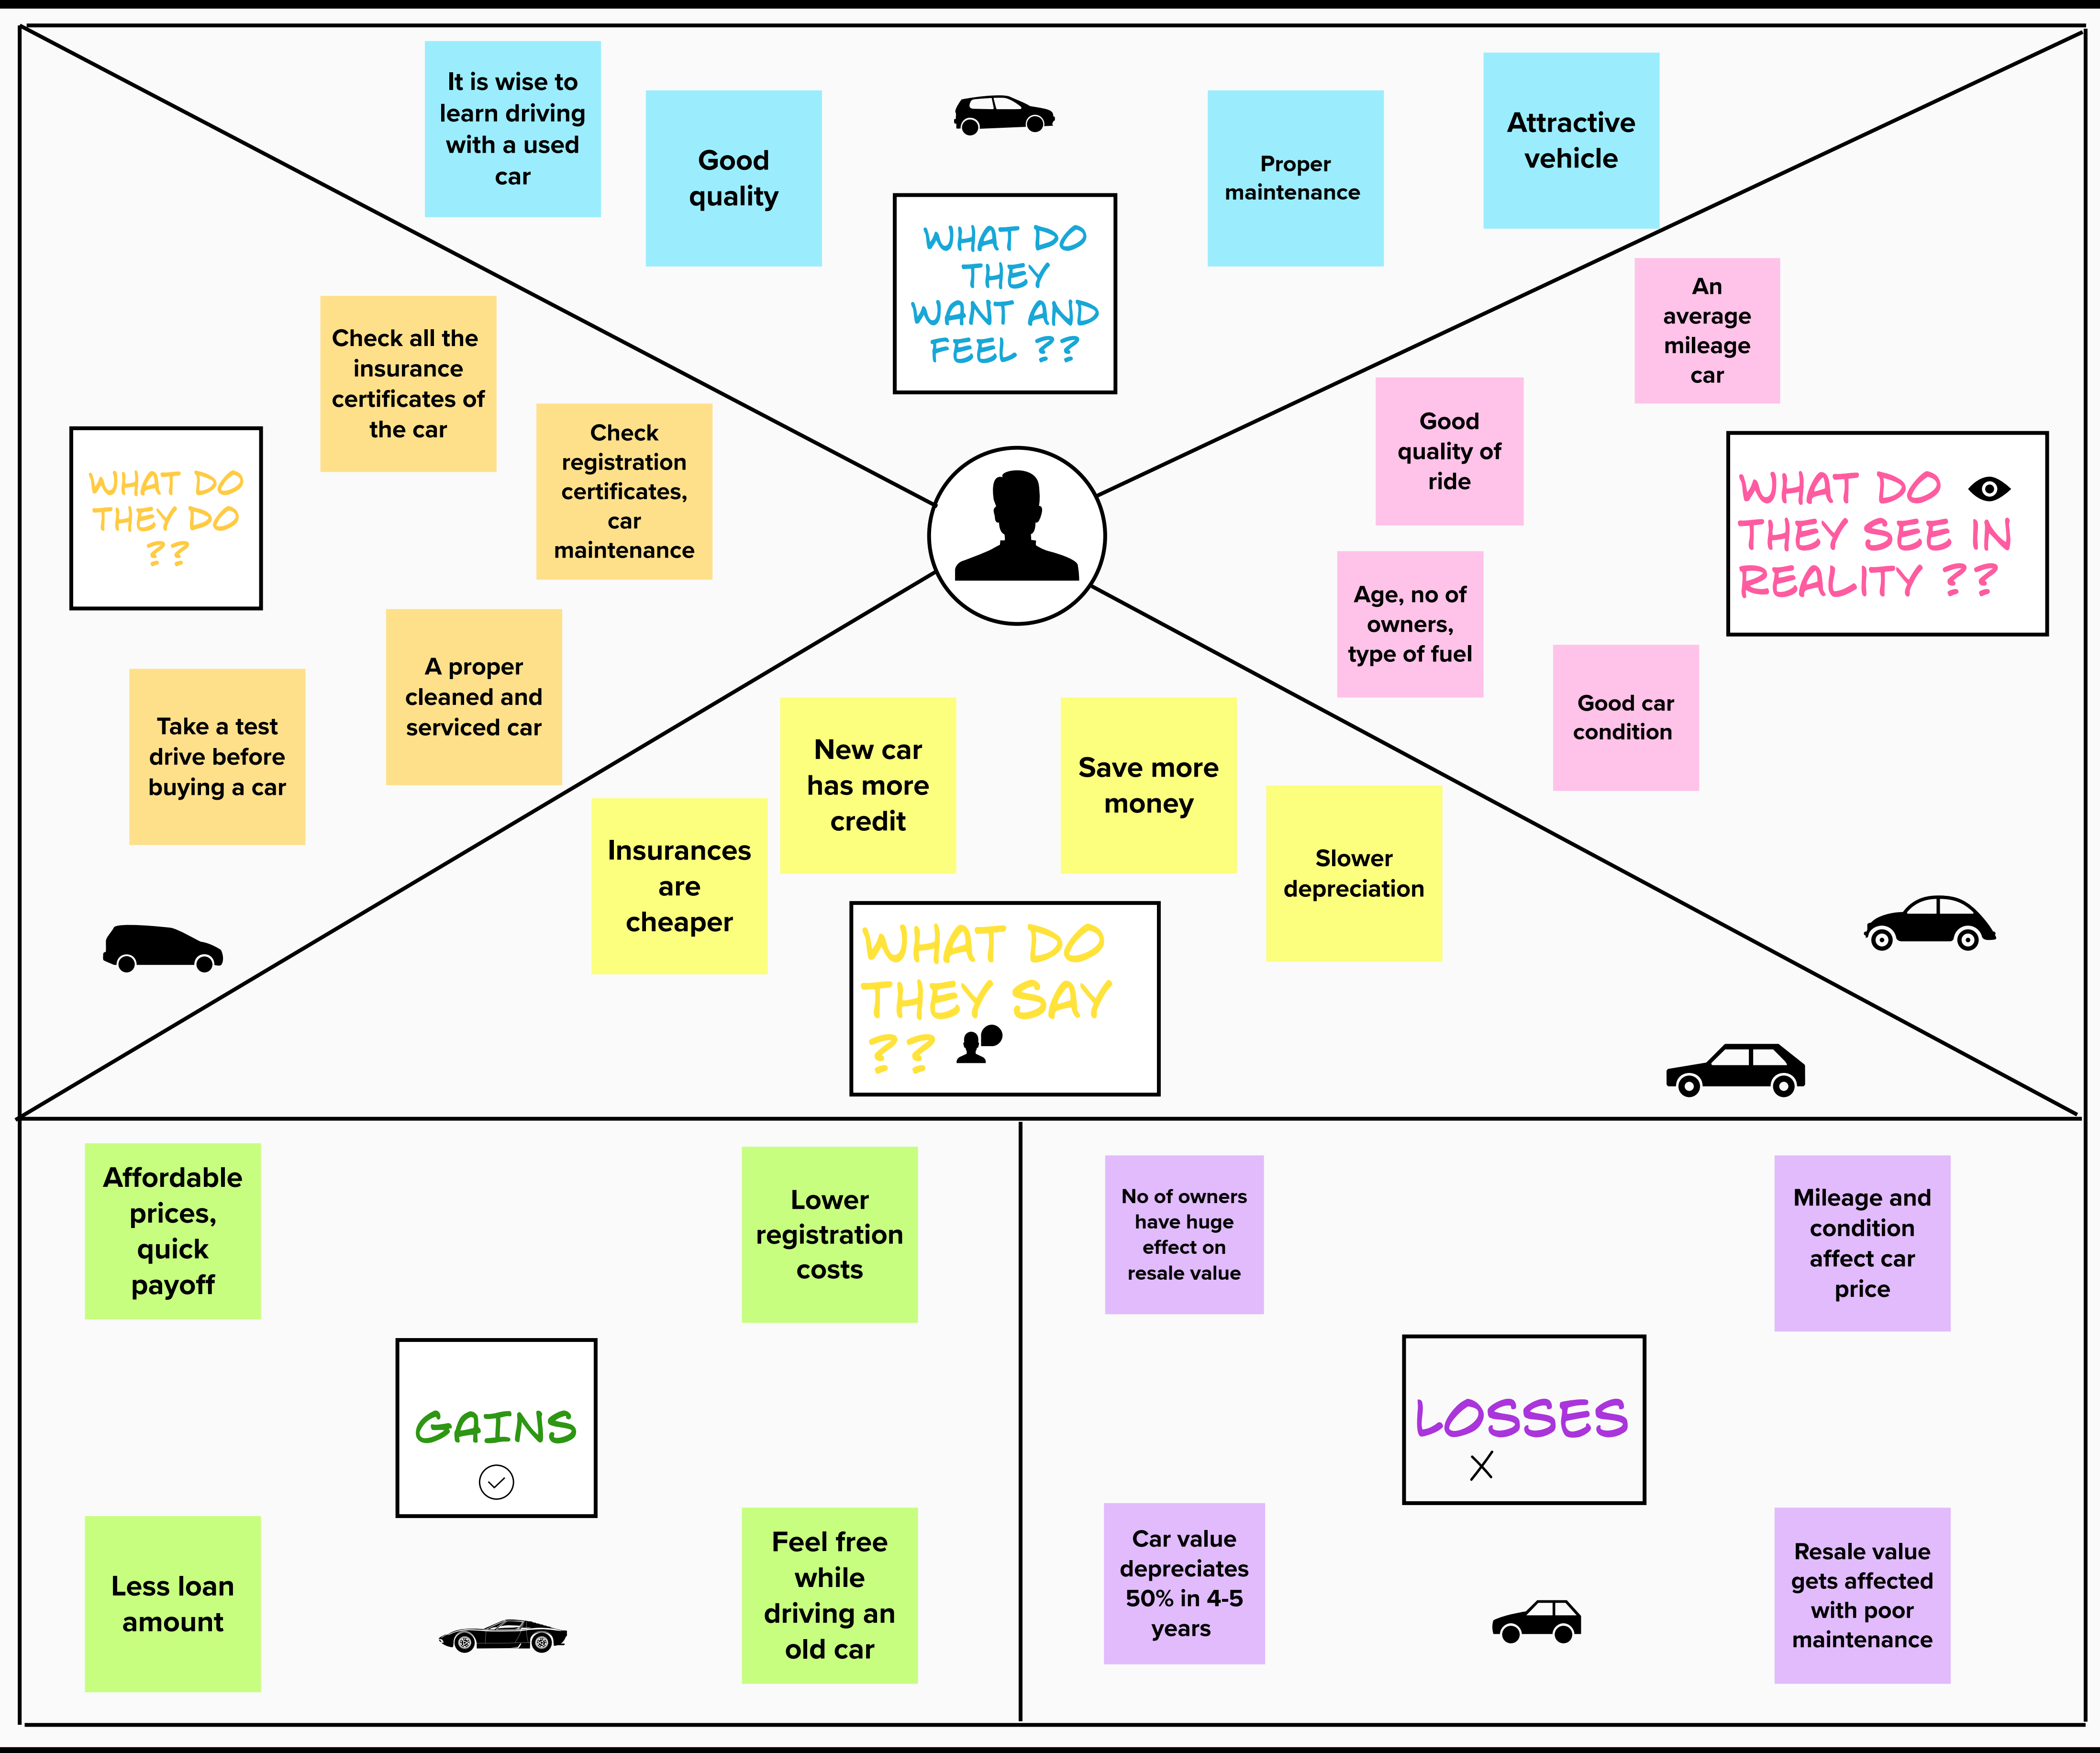 It is wise to
learn driving
with a used
car
Good
quality
Proper
maintenance
Attractive
vehicle
WHAT DO
THEY
WANT AND
FEEL ??
Check all the
insurance
certificates of
the car
Check
registration
certificates,
car
maintenance
WHAT DO
THEY DO
??
A proper
cleaned and
serviced car
Take a test
drive before
buying a car
An
average
mileage
car
Good
quality of
ride
WHAT DO
THEY SEE IN
REALITY ??
Age, no of
owners,
type of fuel
Good car
condition
New car
has more
credit
Save more
money
Insurances
are
cheaper
Slower
depreciation
WHAT DO
THEY SAY
??
Affordable
prices,
quick
payoff
Lower
registration
costs
GAINS
Less loan
amount
Feel free
while
driving an
old car
No of owners
have huge
effect on
resale value
Mileage and
condition
affect car
price
LOSSES
Car value
depreciates
50% in 4-5
years
Resale value
gets affected
with poor
maintenance